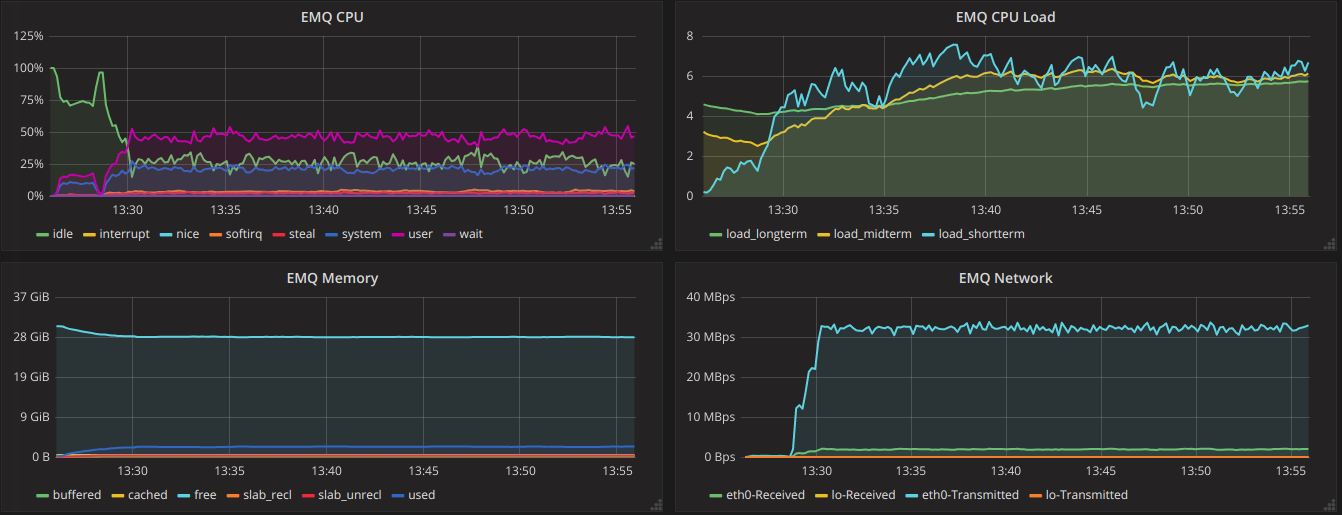 EMQ CPU
125%
100%
75%
50%
25%
0%
13:30 13:35 13:40 13:45 13:50 13:55
idle interrupt nice softirq steal system user wait
EMQ CPU Load
8
6
4
2
0
13:30 13:35 13:40 13:45 13:50 13:55
load_longterm load_midterm load_shortterm
EMQ Memory
37 GiB
28 GiB
19 GiB
9 GiB
0 B
13:30 13:35 13:40 13:45 13:50 13:55
buffered cached free slab_recl slab_unrecl used
EMQ Network
40 MBps
30 MBps
20 MBps
10 MBps
0 Bps
13:30 13:35 13:40 13:45 13:50 13:55
eth0-Received lo-Received eth0-Transmitted lo-Transmitted